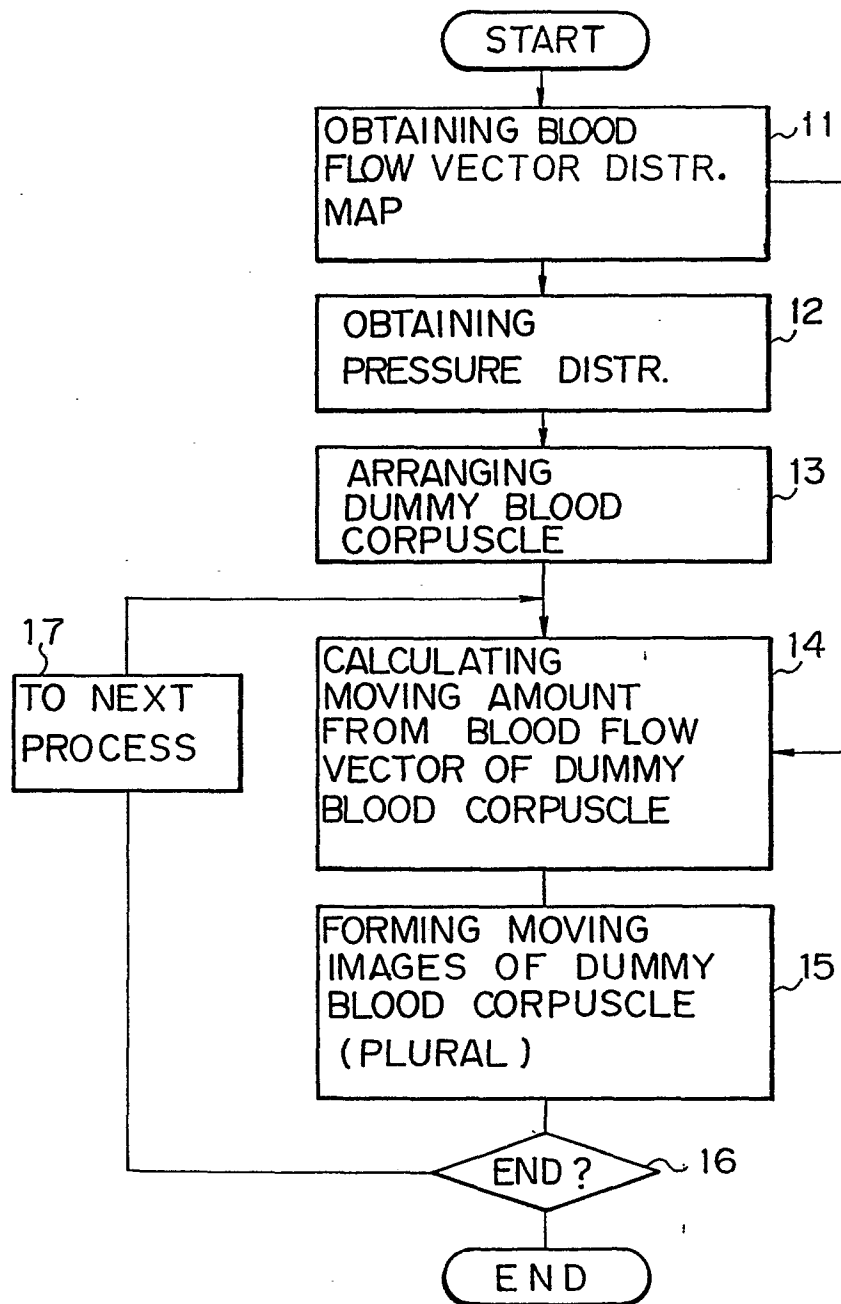 START
11
OBTAINING BLOOD
FLOW VECTOR DISTR.
MAP
12
OBTAINING
PRESSURE DISTR.
13
ARRANGING
DUMMY BLOOD
CORPUSCLE
17
TO NEXT
PROCESS
14
CALCULATING
MOVING AMOUNT
FROM BLOOD FLOW
VECTOR OF DUMMY
BLOOD CORPUSCLE
15
FORMING MOVING
IMAGES OF DUMMY
BLOOD CORPUSCLE
(PLURAL)
END?
16
END